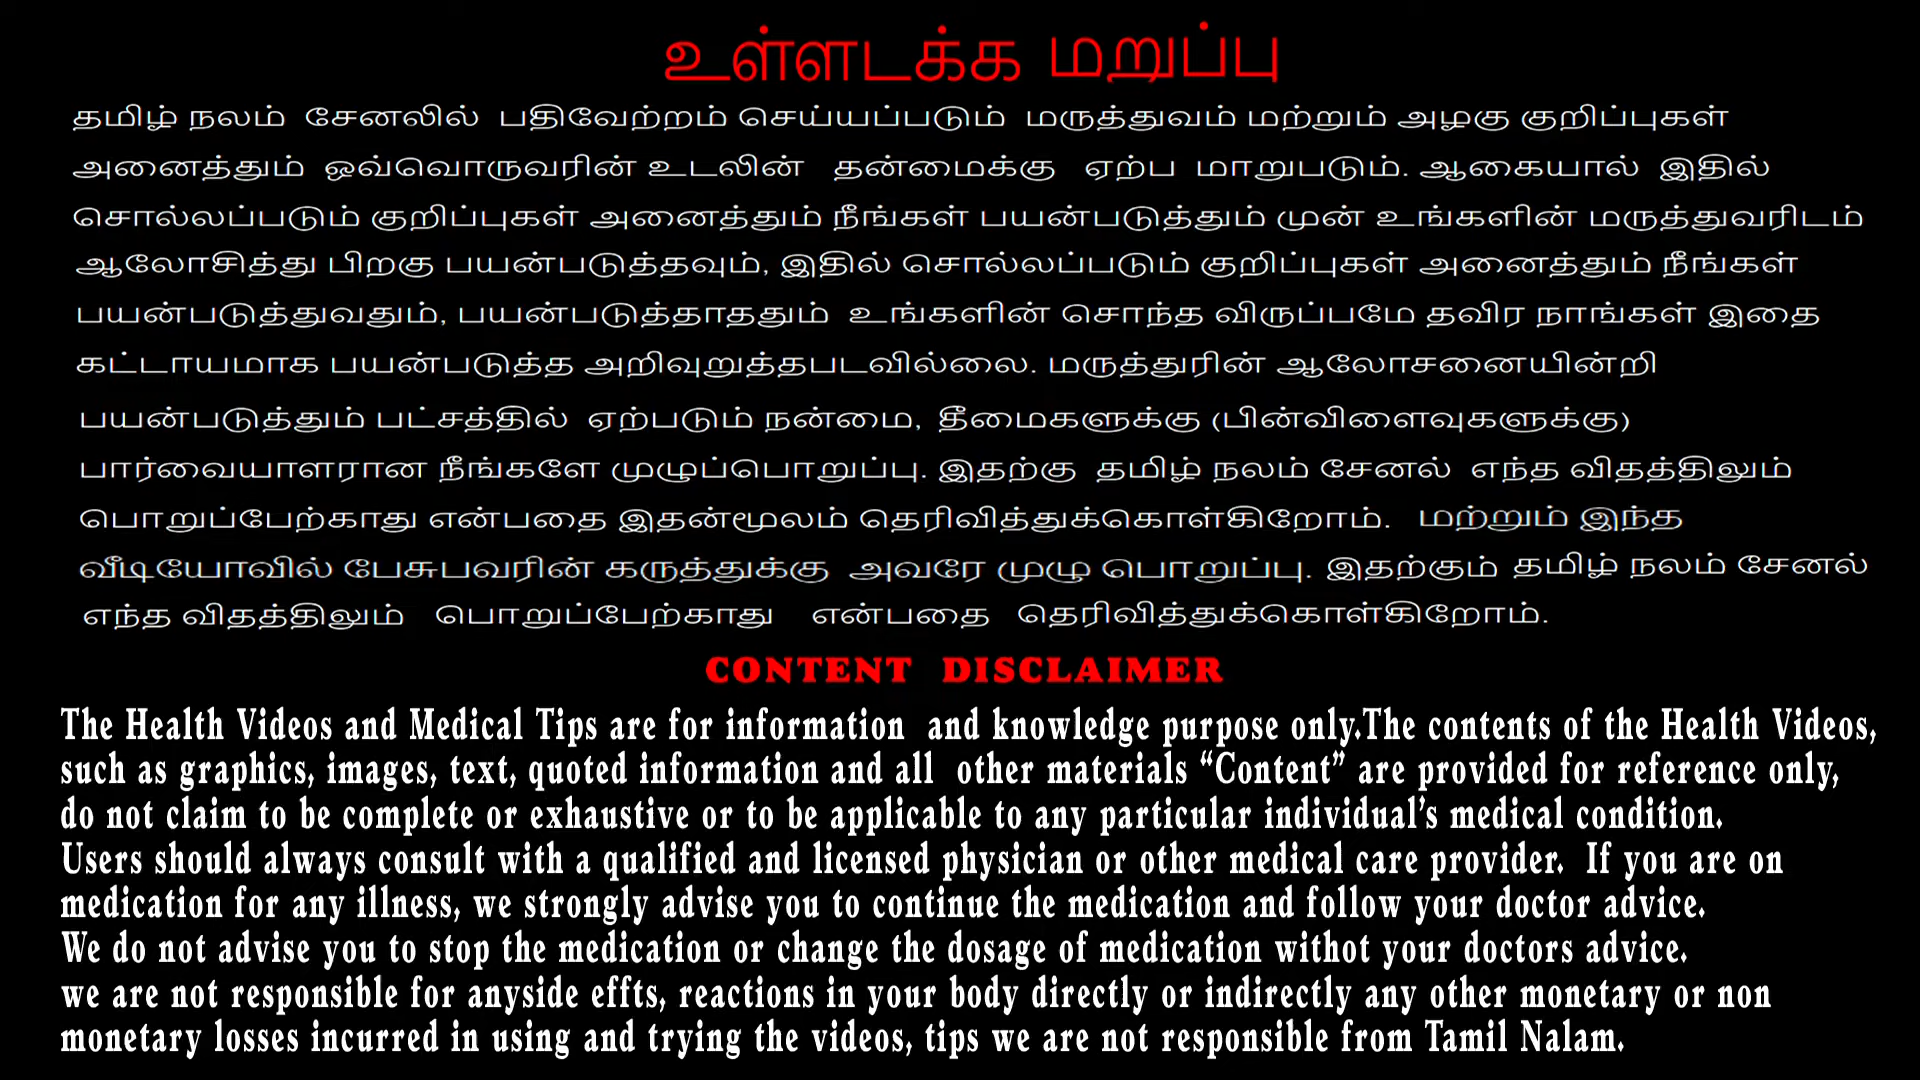 உள்ளடக்க மறுப்பு
தமிழ் நலம் சேனலில் பதிவேற்றம் செய்யப்படும் மருத்துவம் மற்றும் அழகு குறிப்புகள்
அனைத்தும் ஒவ்வொருவரின் உடலின் தன்மைக்கு ஏற்ப மாறுபடும். ஆகையால் இதில்
சொல்லப்படும் குறிப்புகள் அனைத்தும் நீங்கள் பயன்படுத்தும் முன் உங்களின் மருத்துவரிடம்
ஆலோசித்து பிறகு பயன்படுத்தவும், இதில் சொல்லப்படும் குறிப்புகள் அனைத்தும் நீங்கள்
பயன்படுத்துவதும், பயன்படுத்தாததும் உங்களின் சொந்த விருப்பமே தவிர நாங்கள் இதை
கட்டாயமாக பயன்படுத்த அறிவுறுத்தபடவில்லை. மருத்துரின் ஆலோசனையின்றி
பயன்படுத்தும் பட்சத்தில் ஏற்படும் நன்மை, தீமைகளுக்கு (பின்விளைவுகளுக்கு)
பார்வையாளரான நீங்களே முழுப்பொறுப்பு. இதற்கு தமிழ் நலம் சேனல் எந்த விதத்திலும்
பொறுப்பேற்காது என்பதை இதன்மூலம் தெரிவித்துக்கொள்கிறோம். மற்றும் இந்த
வீடியோவில் பேசுபவரின் கருத்துக்கு அவரே முழு பொறுப்பு. இதற்கும் தமிழ் நலம் சேனல்
எந்த விதத்திலும் பொறுப்பேற்காது என்பதை தெரிவித்துக்கொள்கிறோம்.
CONTENT DISCLAIMER
The Health Videos and Medical Tips are for information and knowledge purpose only.The contents of the Health Videos,
such as graphics, images, text, quoted information and all other materials “Content” are provided for reference only,
do not claim to be complete or exhaustive or to be applicable to any particular individual’s medical condition.
Users should always consult with a qualified and licensed physician or other medical care provider. If you are on
medication for any illness, we strongly advise you to continue the medication and follow your doctor advice.
We do not advise you to stop the medication or change the dosage of medication withot your doctors advice.
we are not responsible for anyside effts, reactions in your body directly or indirectly any other monetary or non
monetary losses incurred in using and trying the videos, tips we are not responsible from Tamil Nalam.